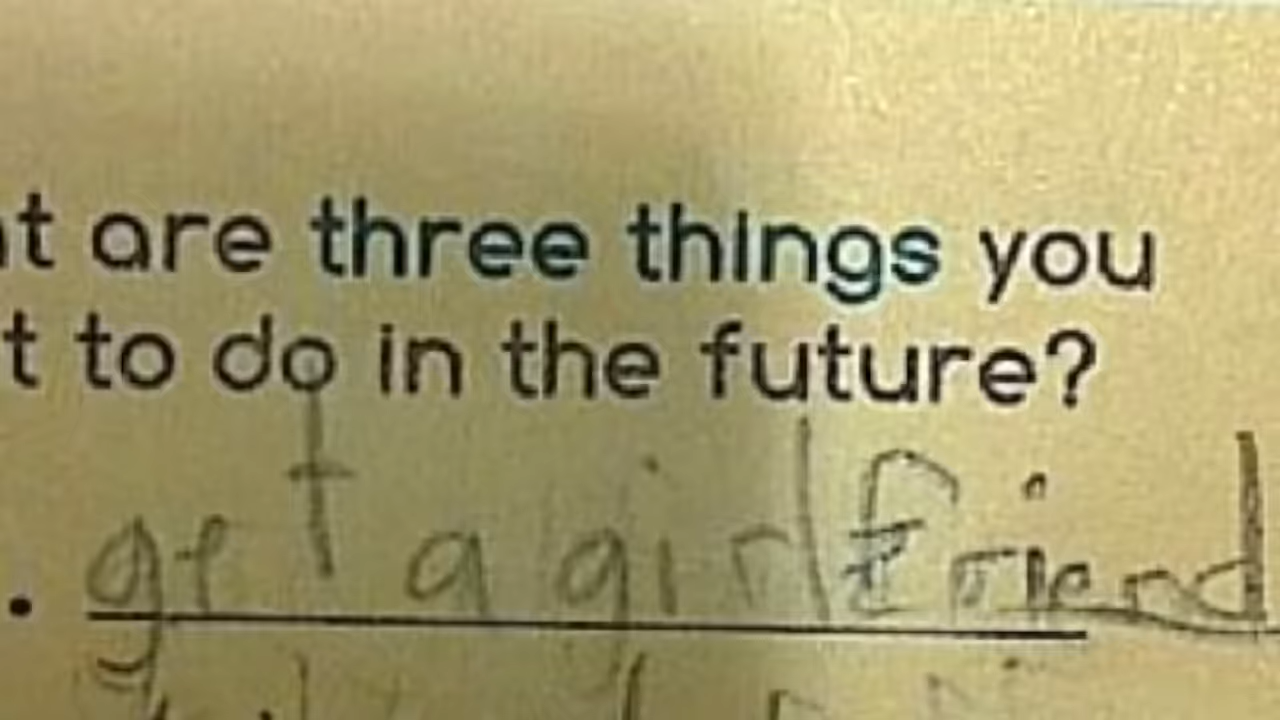 t are three things you
t to do in the future?
. get a girlfriend